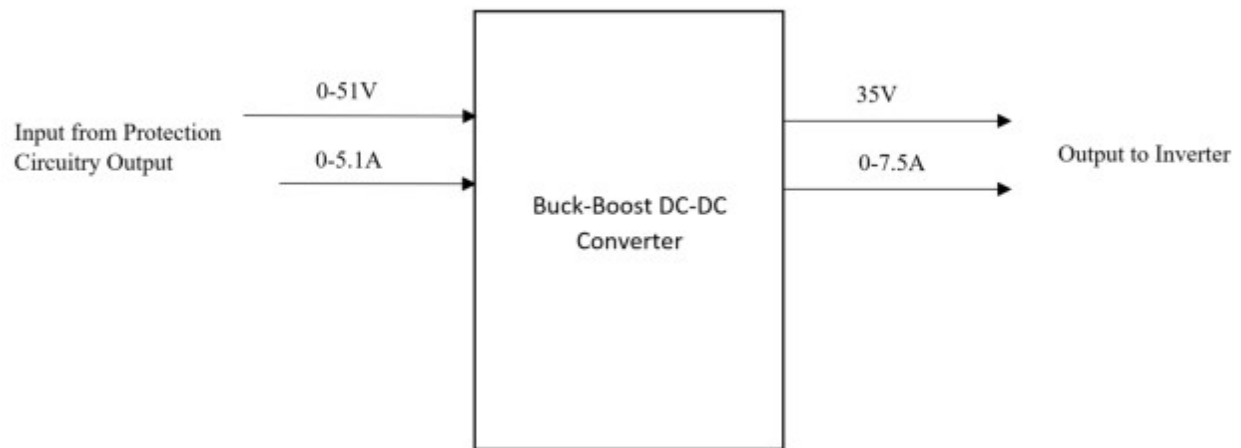 0-51V
Input from Protection
Circuitry Output
0-5.1A
Buck-Boost DC-DC
Converter
35V
0-7.5A
Output to Inverter